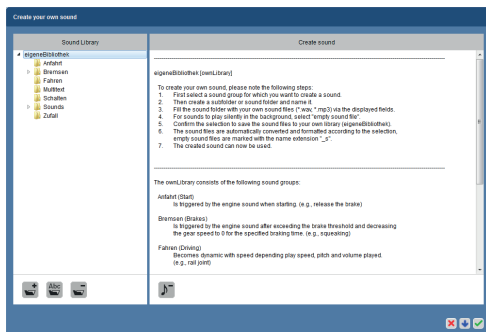 Create your own sound
Sound Library
Create sound
eigeneBibliothek
Anfahrt
Bremsen
Fahren
Multitext
Schalten
Sounds
Zufall
eigeneBibliothek [ownLibrary]
To create your own sound, please note the following steps:
1. First select a sound group for which you want to create a sound.
2. Then create a subfolder or sound folder and name it.
3. Fill the sound folder with your own sound files (*.wav, *.mp3) via the displayed fields.
4. For sounds to play silently in the background, select "empty sound file".
5. Confirm the selection to save the sound files to your own library (eigeneBibliothek).
6. The sound files are automatically converted and formatted according to the selection,
empty sound files are marked with the name extension "_s".
7. The created sound can now be used.
The ownLibrary consists of the following sound groups:
Anfahrt (Start)
Is triggered by the engine sound when starting. (e.g., release the brake)
Bremsen (Brakes)
Is triggered by the engine sound after exceeding the brake threshold and decreasing
the gear speed to 0 for the specified braking time. (e.g., squeaking)
Fahren (Driving)
Becomes dynamic with speed depending play speed, pitch and volume played.
(e.g., rail joint)
Abc